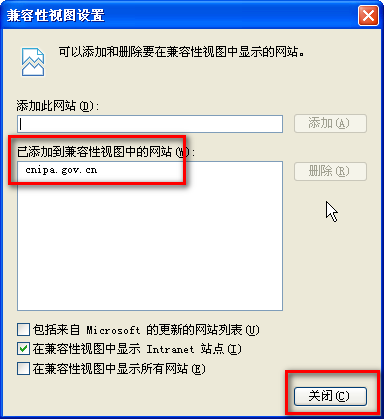 兼容性视图设置
可以添加和删除要在兼容性视图中显示的网站。
添加此网站(D):
添加(A)
已添加到兼容性视图中的网站(W):
cnipa.gov.cn
删除(R)
包括来自 Microsoft 的更新的网站列表(U)
在兼容性视图中显示 Intranet 站点(I)
在兼容性视图中显示所有网站(E)
关闭(C)